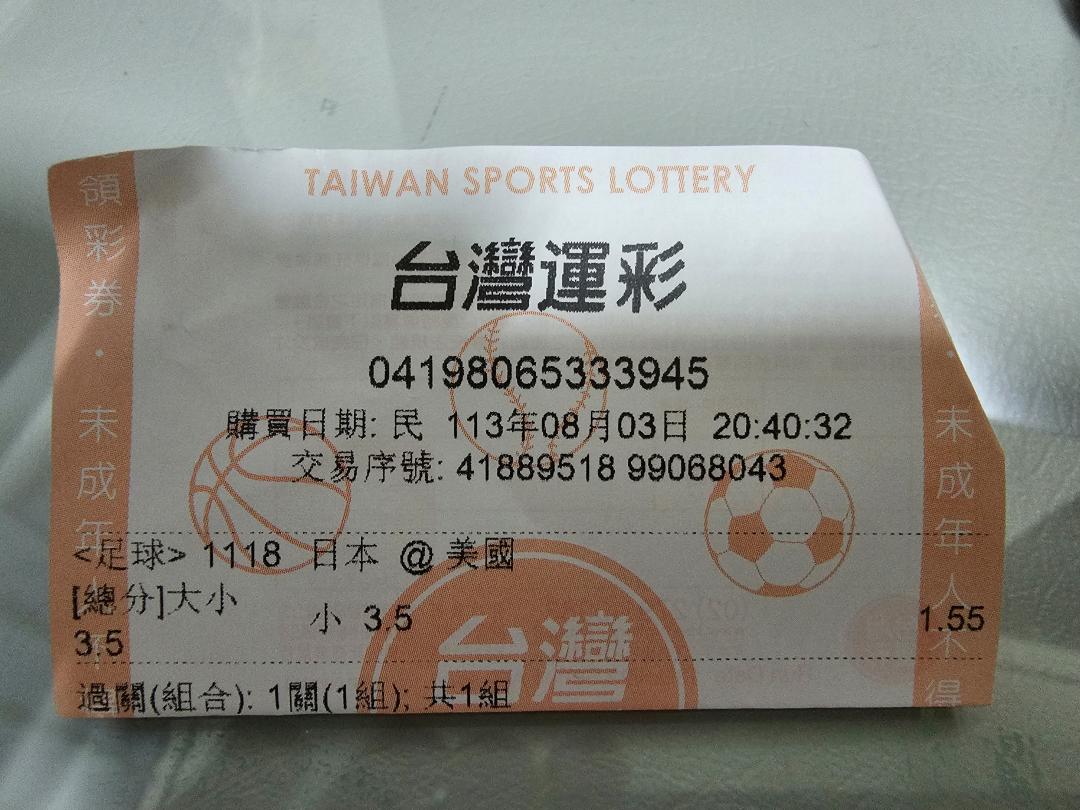 TAIWAN SPORTS LOTTERY
台灣運彩
04198065333945
購買日期: 民 113年08月03日 20:40:32
交易序號: 41889518 99068043
<足球> 1118 日本 @ 美國
[總分]大小 小 3.5 1.55
3.5
過關(組合): 1關(1組); 共1組
台灣
領彩券・未成年人不
未成年人不得